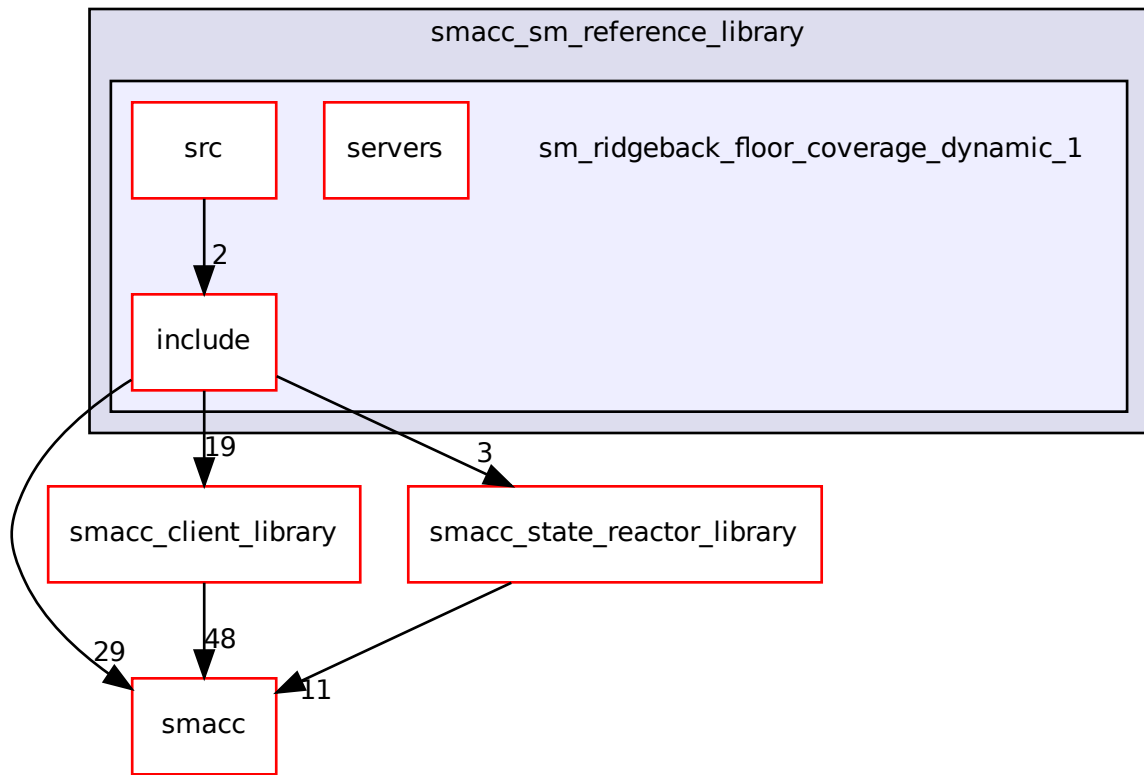 smacc_sm_reference_library
src
servers
sm_ridgeback_floor_coverage_dynamic_1
2
include
19
3
smacc_client_library
smacc_state_reactor_library
29
48
11
smacc